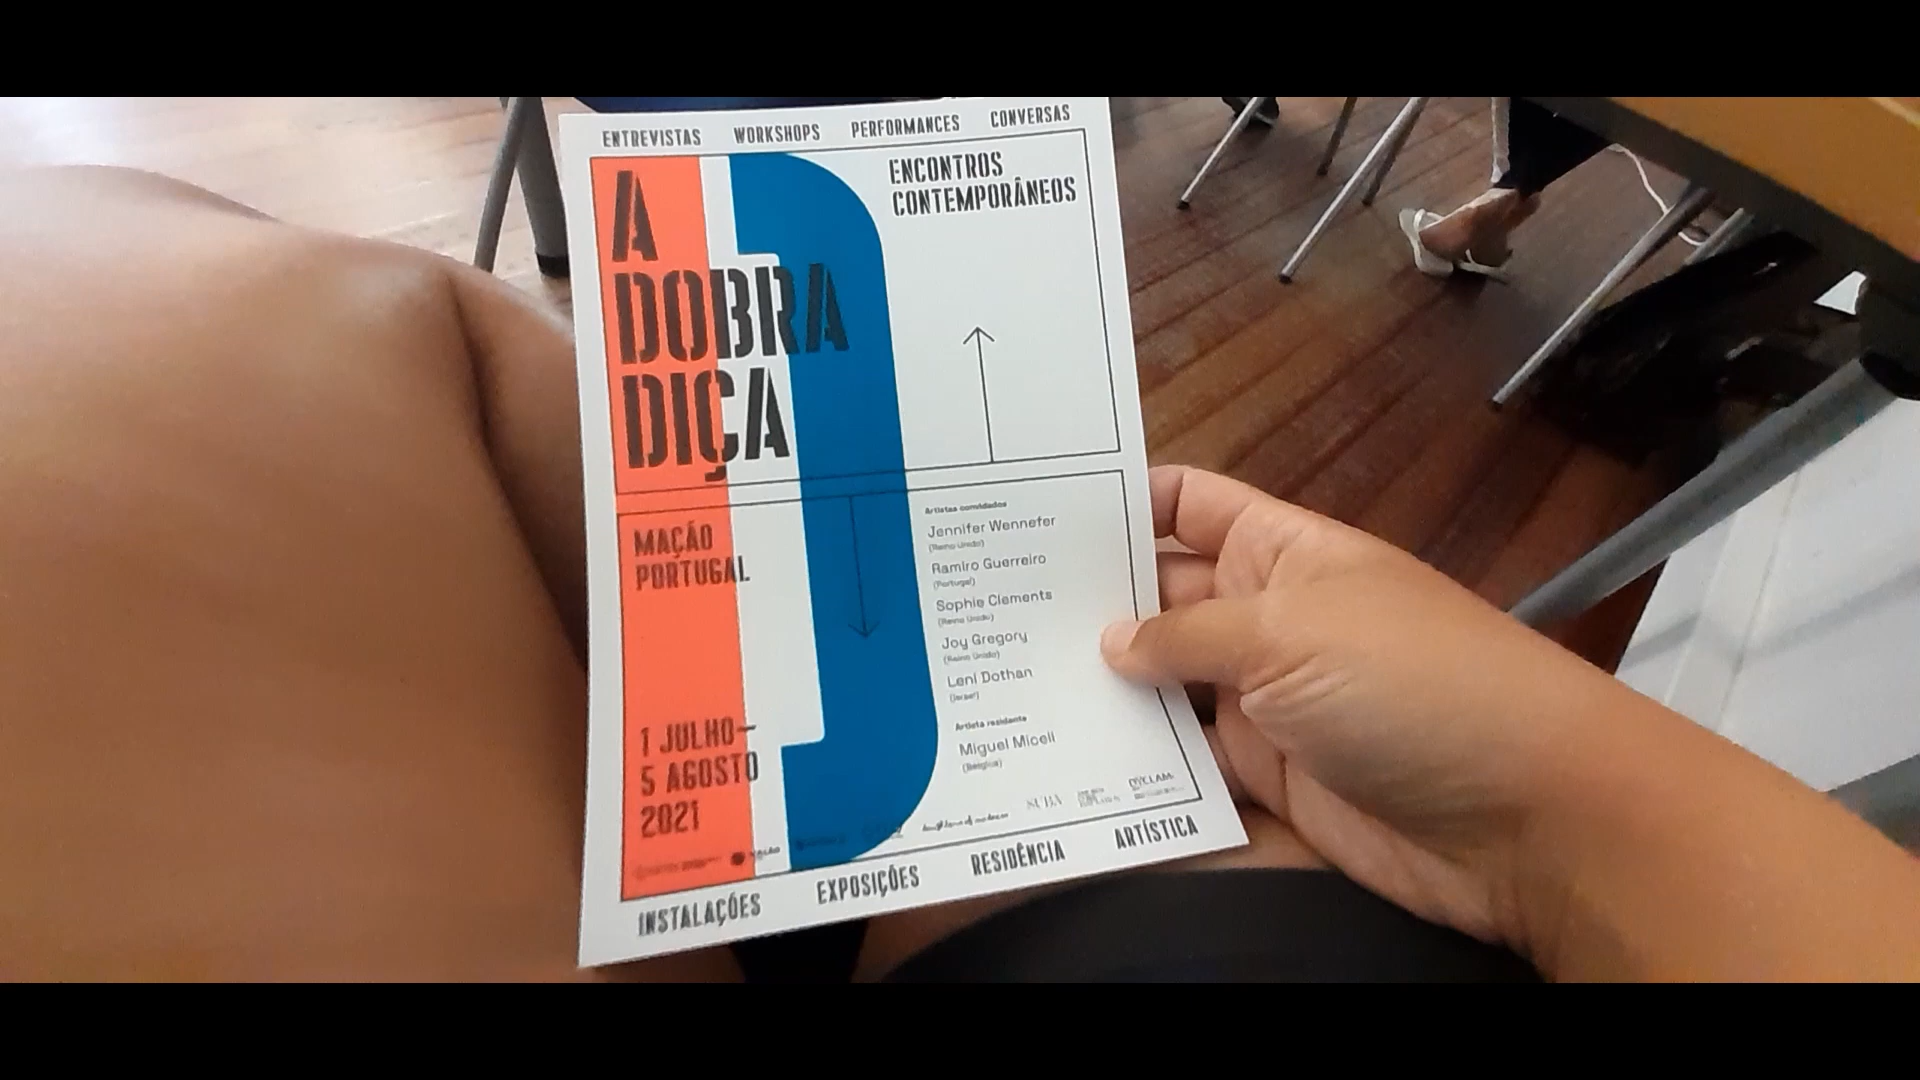 ENTREVISTAS WORKSHOPS PERFORMANCES CONVERSAS
A
DOBRA
DIÇA
ENCONTROS
CONTEMPORÂNEOS
MAÇÃO
PORTUGAL
1 JULHO–
5 AGOSTO
2021
Artistas convidados
Jennifer Wennefer
(Reino Unido)
Ramiro Guerreiro
(Portugal)
Sophie Clements
(Reino Unido)
Joy Gregory
(Reino Unido)
Leni Dothan
(Israel)
Artista residente
Miguel Miceli
(Bélgica)
INSTALAÇÕES EXPOSIÇÕES RESIDÊNCIA ARTÍSTICA